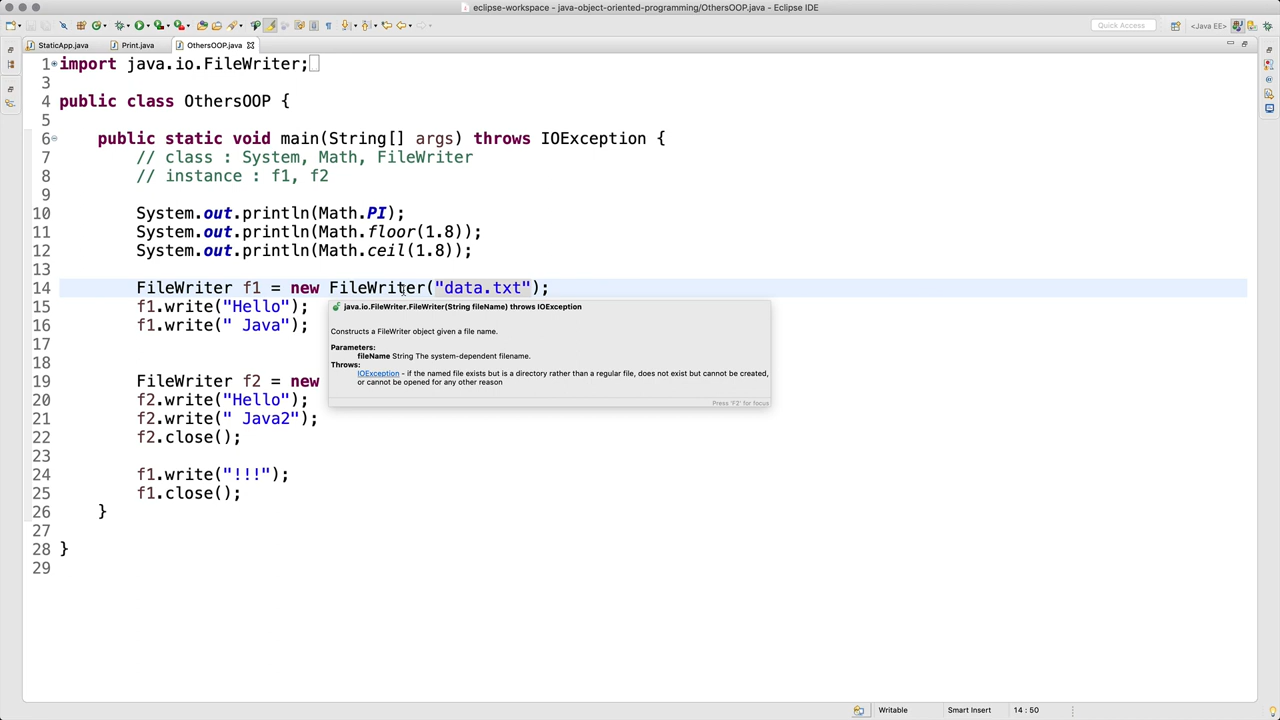 eclipse-workspace - java-object-oriented-programming/OthersOOP.java - Eclipse IDE
Quick Access
<Java EE>
StaticApp.java
Print.java
OthersOOP.java
1 import java.io.FileWriter;
3
4 public class OthersOOP {
5
6 public static void main(String[] args) throws IOException {
7 // class : System, Math, FileWriter
8 // instance : f1, f2
9
10 System.out.println(Math.PI);
11 System.out.println(Math.floor(1.8));
12 System.out.println(Math.ceil(1.8));
13
14 FileWriter f1 = new FileWriter("data.txt");
15 f1.write("Hello");
16 f1.write(" Java");
17
18
19 FileWriter f2 = new
20 f2.write("Hello");
21 f2.write(" Java2");
22 f2.close();
23
24 f1.write("!!!");
25 f1.close();
26 }
27
28 }
29
java.io.FileWriter.FileWriter(String fileName) throws IOException
Constructs a FileWriter object given a file name.
Parameters:
fileName String The system-dependent filename.
Throws:
IOException - if the named file exists but is a directory rather than a regular file, does not exist but cannot be created,
or cannot be opened for any other reason
Press 'F2' for focus
Writable
Smart Insert
14 : 50